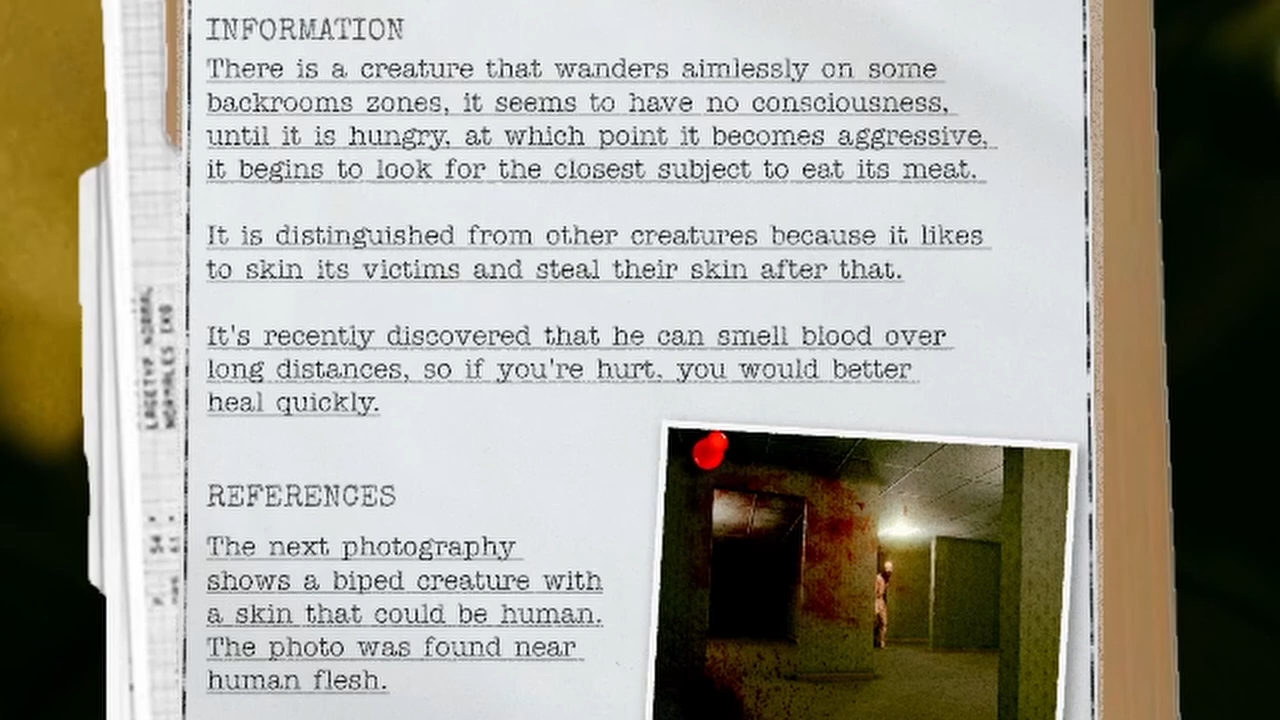 INFORMATION
There is a creature that wanders aimlessly on some
backrooms zones, it seems to have no consciousness,
until it is hungry, at which point it becomes aggressive,
it begins to look for the closest subject to eat its meat.
It is distinguished from other creatures because it likes
to skin its victims and steal their skin after that.
It's recently discovered that he can smell blood over
long distances, so if you're hurt, you would better
heal quickly.
REFERENCES
The next photography
shows a biped creature with
a skin that could be human.
The photo was found near
human flesh.